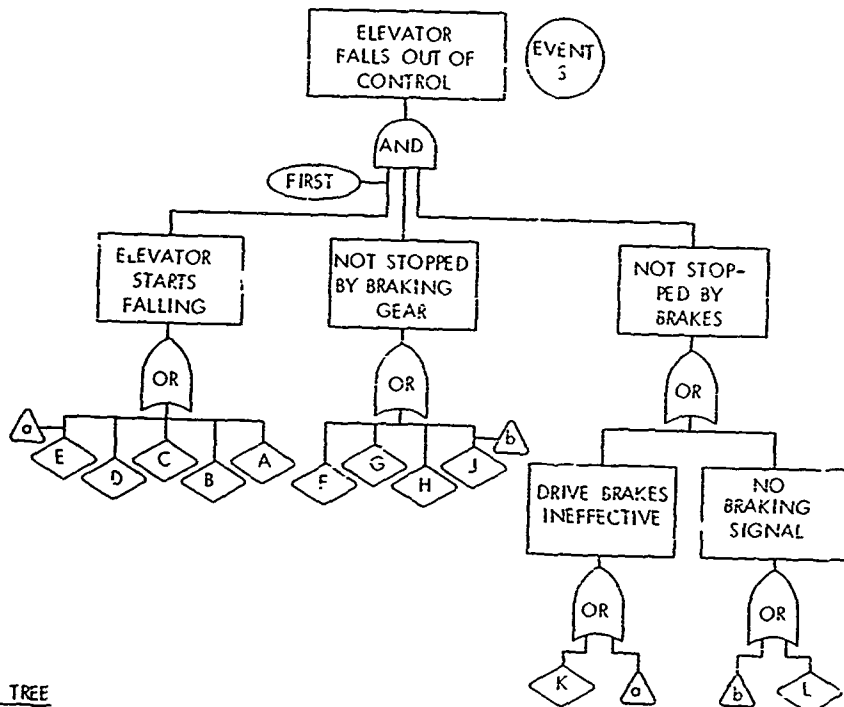 ELEVATOR
FALLS OUT OF
CONTROL
EVENT
3
AND
FIRST
ELEVATOR
STARTS
FALLING
NOT STOPPED
BY BRAKING
GEAR
NOT STOP-
PED BY
BRAKES
OR
OR
OR
a
E
D
C
B
A
F
G
H
J
b
DRIVE BRAKES
INEFFECTIVE
NO
BRAKING
SIGNAL
OR
OR
K
a
b
L
TREE